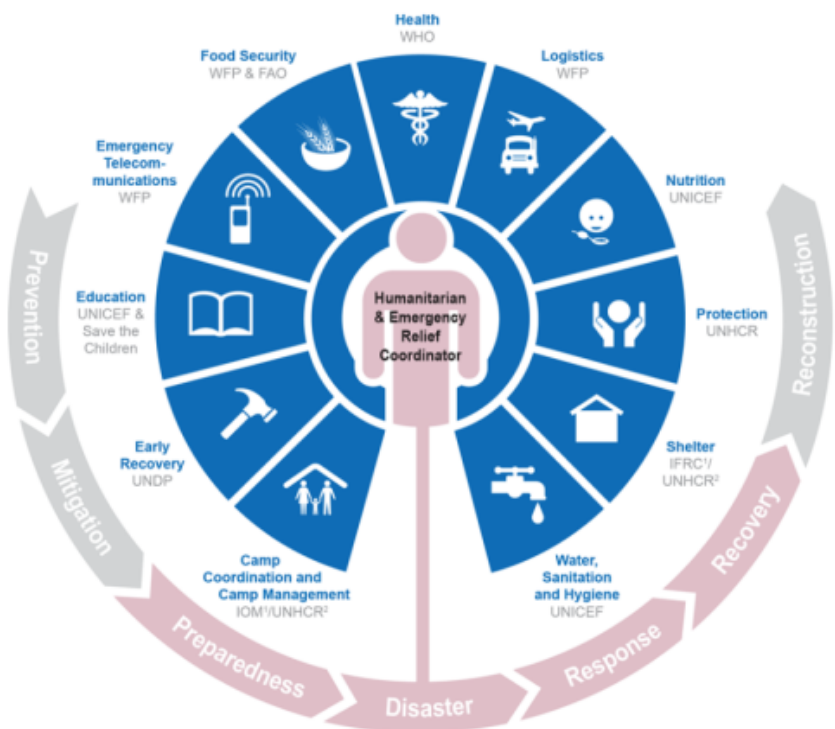 Health
WHO
Food Security
WFP & FAO
Logistics
WFP
Emergency
Telecom-
munications
WFP
Nutrition
UNICEF
Education
UNICEF &
Save the
Children
Humanitarian
& Emergency
Relief
Coordinator
Protection
UNHCR
Early
Recovery
UNDP
Shelter
IFRC¹/
UNHCR²
Camp
Coordination and
Camp Management
IOM¹/UNHCR²
Water,
Sanitation
and Hygiene
UNICEF
Prevention
Mitigation
Preparedness
Disaster
Response
Recovery
Reconstruction